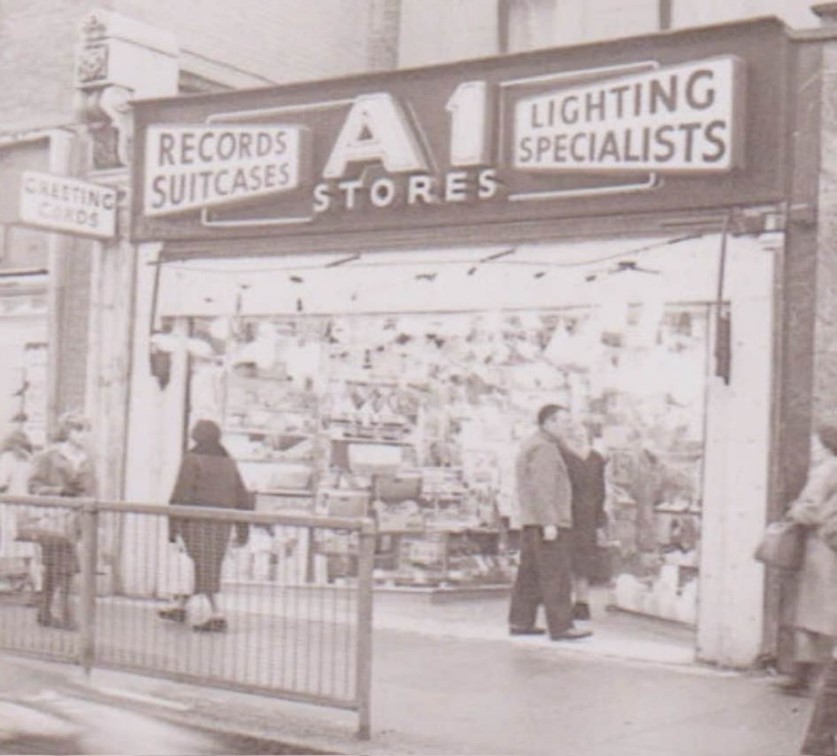 GREETING
CARDS
RECORDS
SUITCASES
A1
STORES
LIGHTING
SPECIALISTS